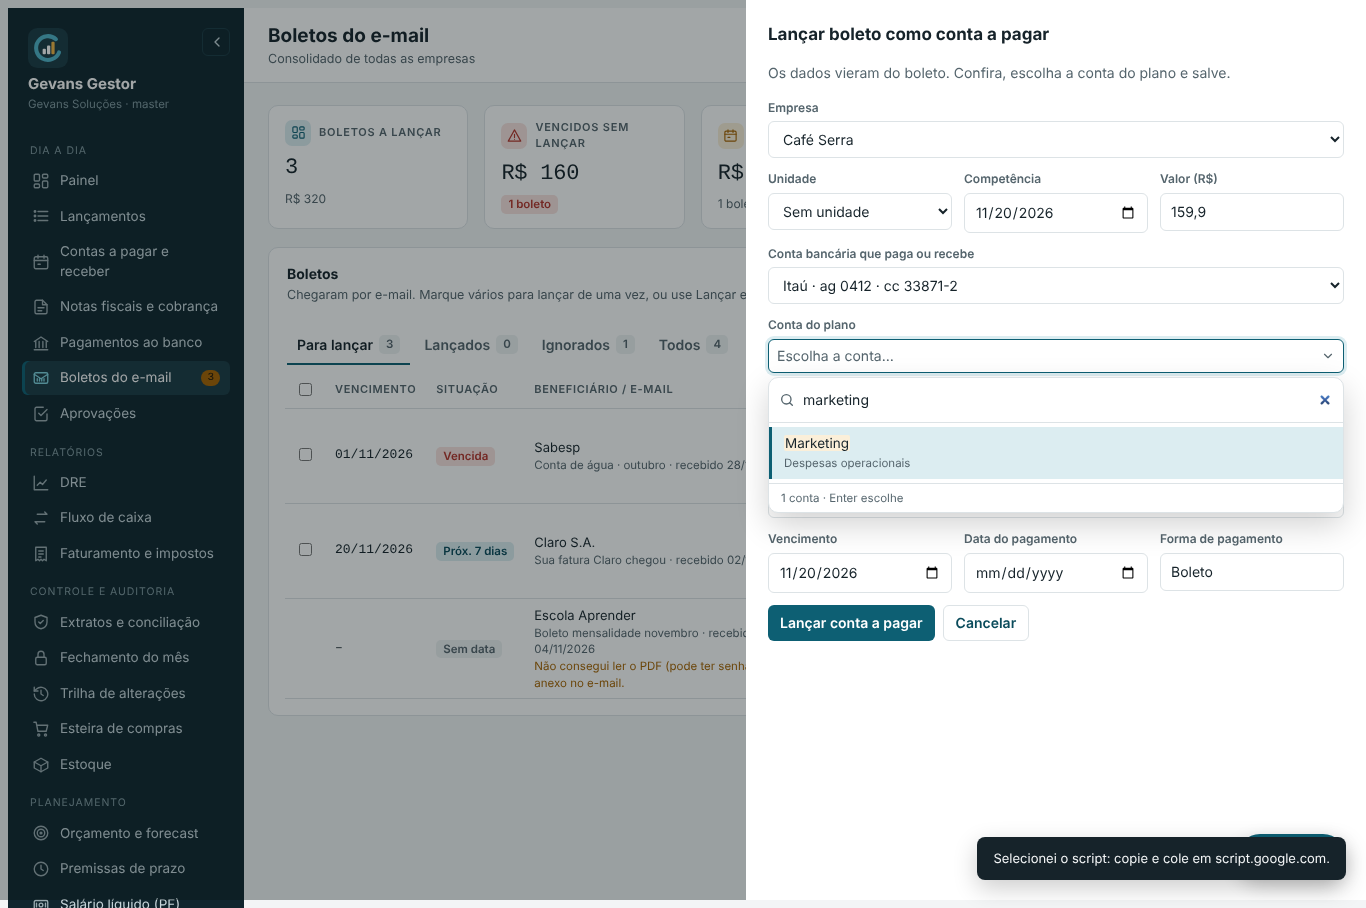 Gevans Gestor
Gevans Soluções · master
DIA A DIA
Painel
Lançamentos
Contas a pagar e
receber
Notas fiscais e cobrança
Pagamentos ao banco
Boletos do e-mail
3
Aprovações
RELATÓRIOS
DRE
Fluxo de caixa
Faturamento e impostos
CONTROLE E AUDITORIA
Extratos e conciliação
Fechamento do mês
Trilha de alterações
Esteira de compras
Estoque
PLANEJAMENTO
Orçamento e forecast
Premissas de prazo
Salário líquido (PF)
Boletos do e-mail
Consolidado de todas as empresas
BOLETOS A LANÇAR
3
R$ 320
VENCIDOS SEM
LANÇAR
R$ 160
1 boleto
R$
1 bole
Boletos
Chegaram por e-mail. Marque vários para lançar de uma vez, ou use Lançar e
Para lançar 3
Lançados 0
Ignorados 1
Todos 4
VENCIMENTO SITUAÇÃO BENEFICIÁRIO / E-MAIL
01/11/2026 Vencida Sabesp
Conta de água · outubro · recebido 28/
20/11/2026 Próx. 7 dias Claro S.A.
Sua fatura Claro chegou · recebido 02/
– Sem data Escola Aprender
Boleto mensalidade novembro · recebid
04/11/2026
Não consegui ler o PDF (pode ter senha
anexo no e-mail.
Lançar boleto como conta a pagar
Os dados vieram do boleto. Confira, escolha a conta do plano e salve.
Empresa
Café Serra
Unidade Competência Valor (R$)
Sem unidade 11/20/2026 159,9
Conta bancária que paga ou recebe
Itaú · ag 0412 · cc 33871-2
Conta do plano
Escolha a conta...
marketing
Marketing
Despesas operacionais
1 conta · Enter escolhe
Vencimento Data do pagamento Forma de pagamento
11/20/2026 mm/dd/yyyy Boleto
Lançar conta a pagar Cancelar
Selecionei o script: copie e cole em script.google.com.